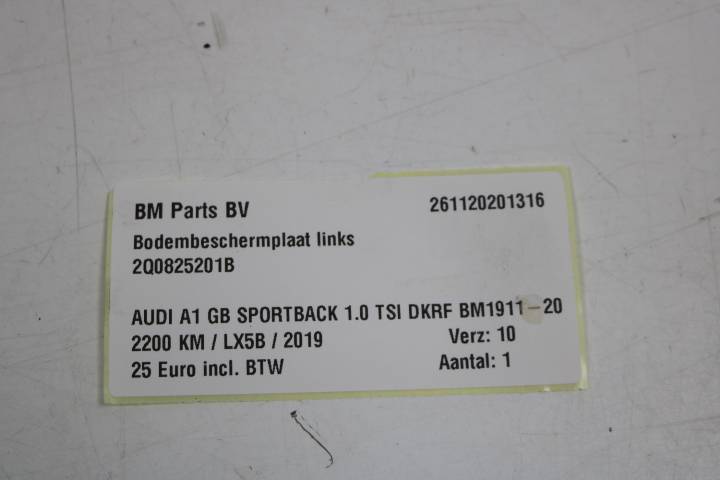 BM Parts BV 261120201316
Bodembeschermplaat links
2Q0825201B
AUDI A1 GB SPORTBACK 1.0 TSI DKRF BM1911-20
2200 KM / LX5B / 2019 Verz: 10
25 Euro incl. BTW Aantal: 1